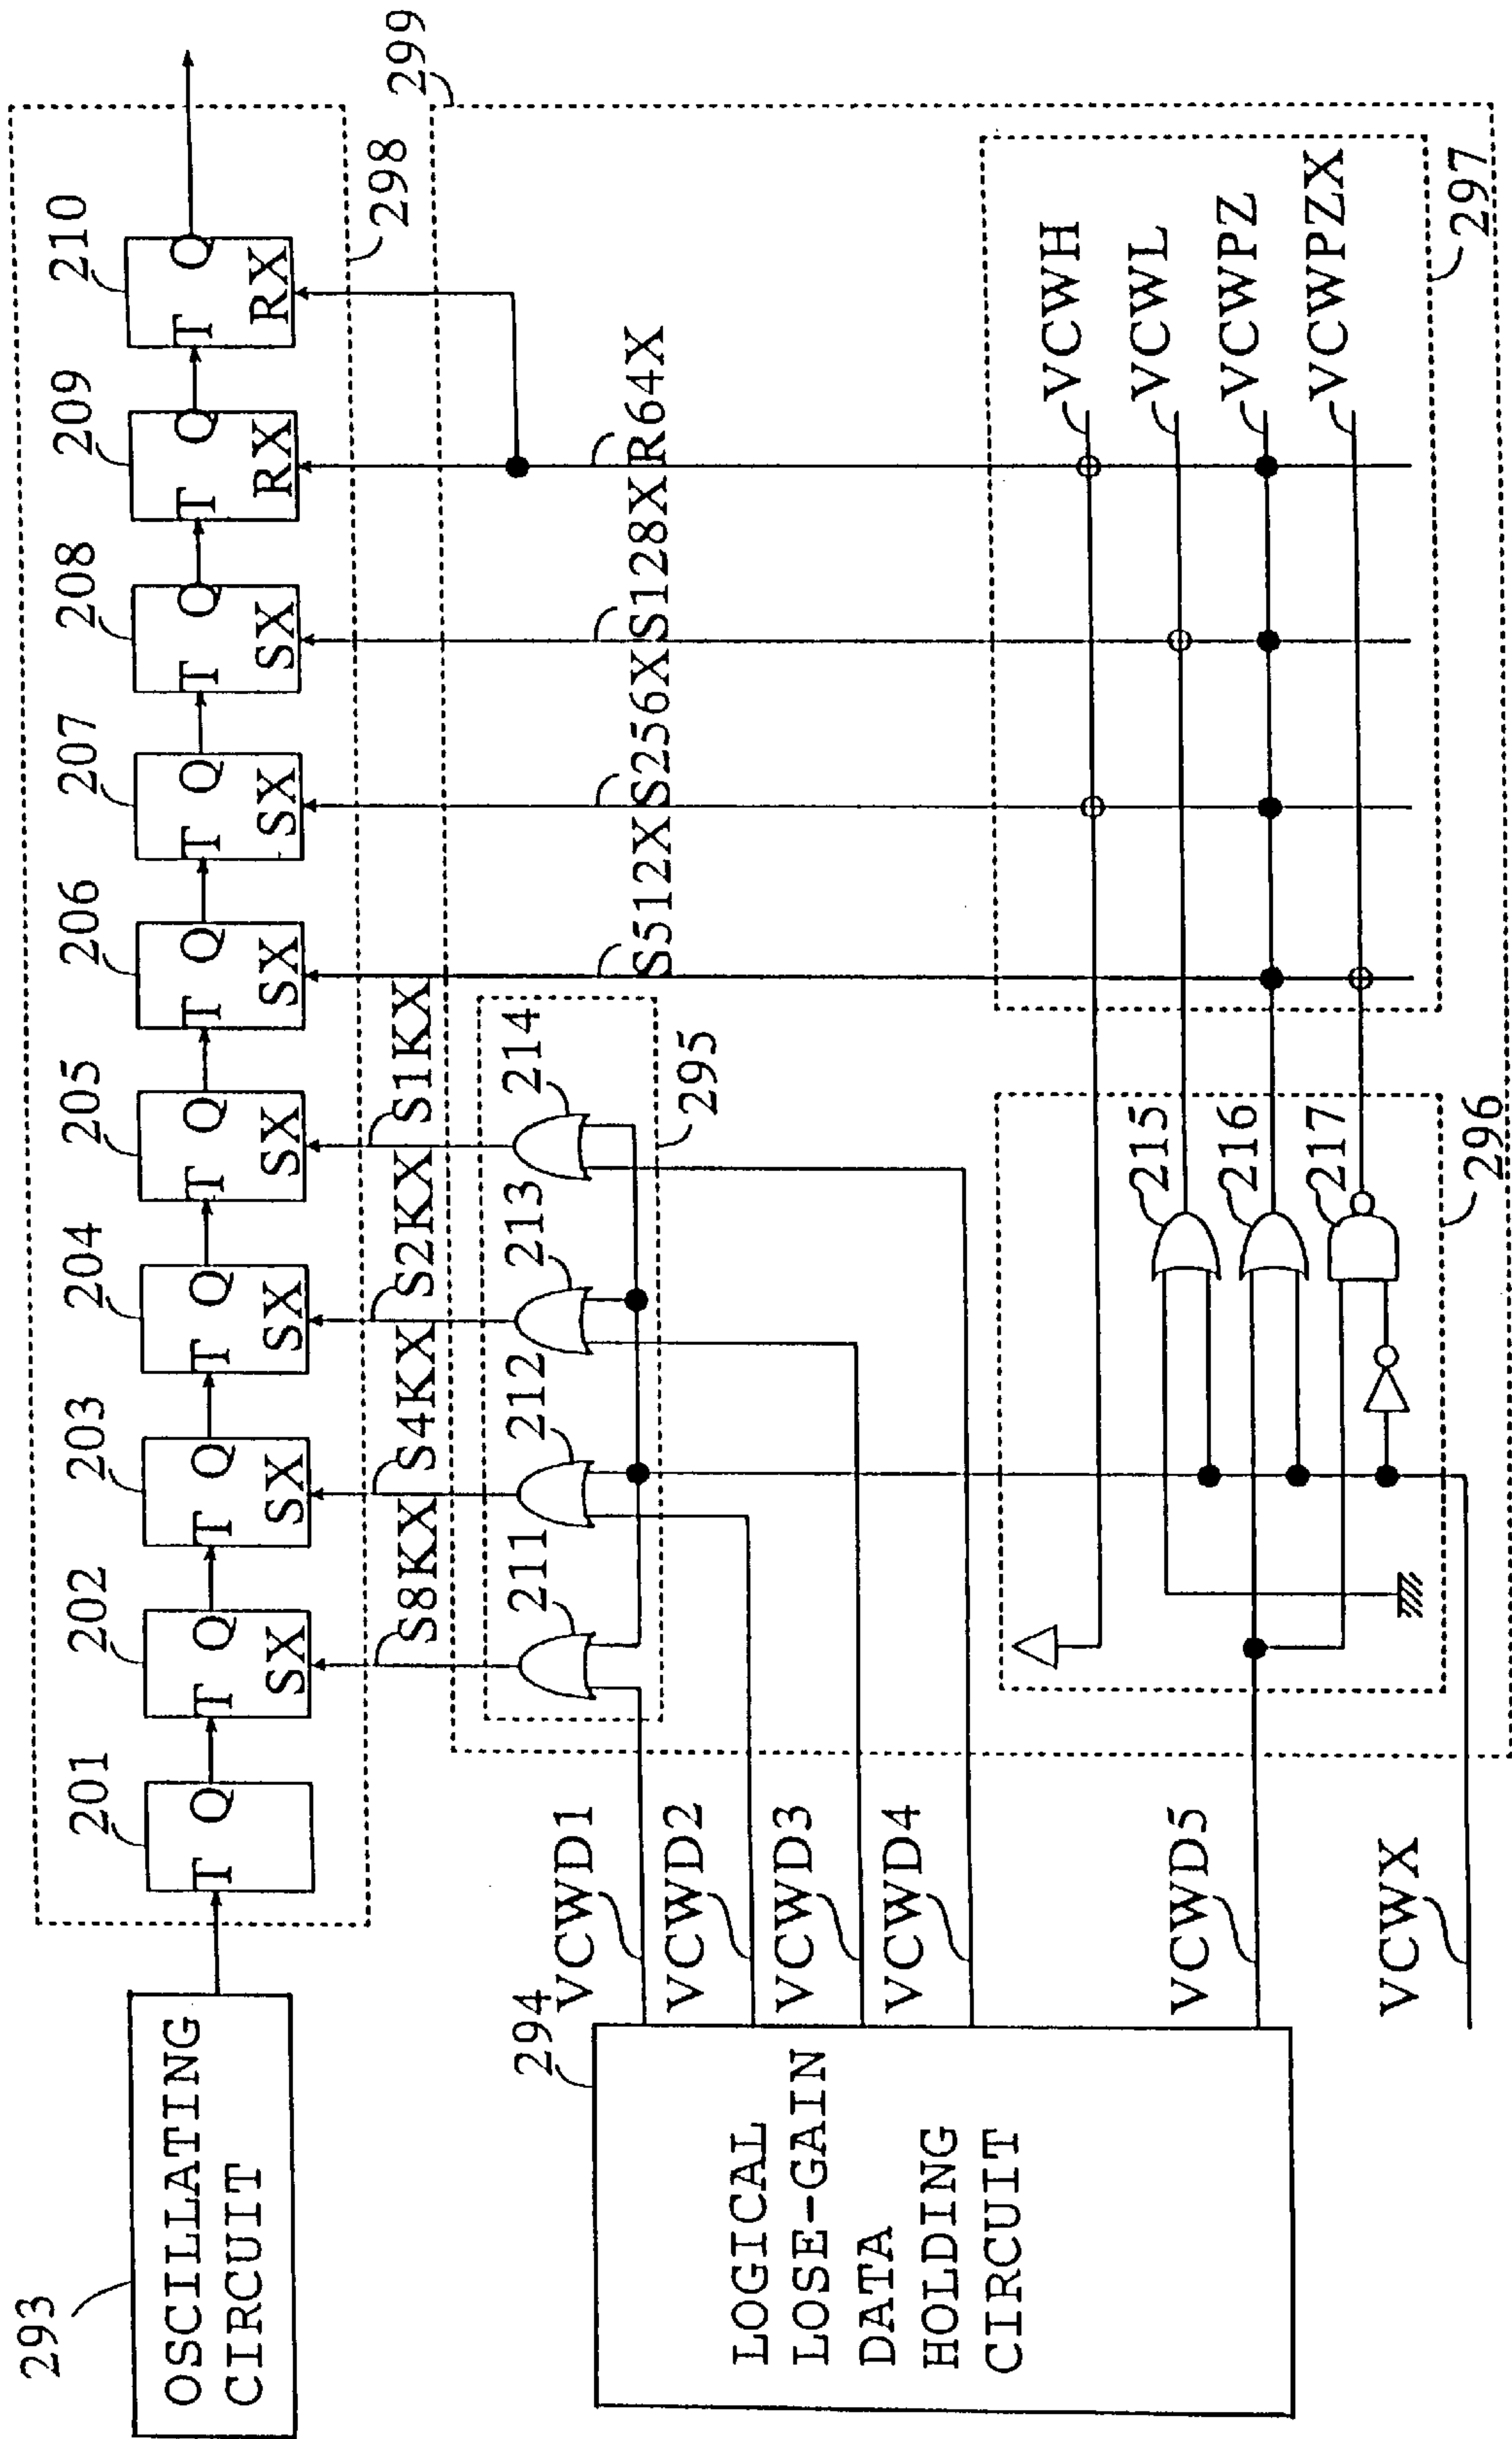 293
OSCILLATING
CIRCUIT
201
202
203
204
205
206
207
208
209
210
T Q
T Q
SX
T Q
SX
T Q
SX
T Q
SX
T Q
SX
T Q
SX
T Q
SX
T Q
RX
T Q
RX
298
299
S8KX
S4KX
S2KX
S1KX
S512X
S256X
S128X
R64X
211
212
213
214
295
294
LOGICAL
LOSE-GAIN
DATA
HOLDING
CIRCUIT
VCWD1
VCWD2
VCWD3
VCWD4
VCWD5
VCWX
215
216
217
296
VCWH
VCWL
VCWPZ
VCWPZX
297